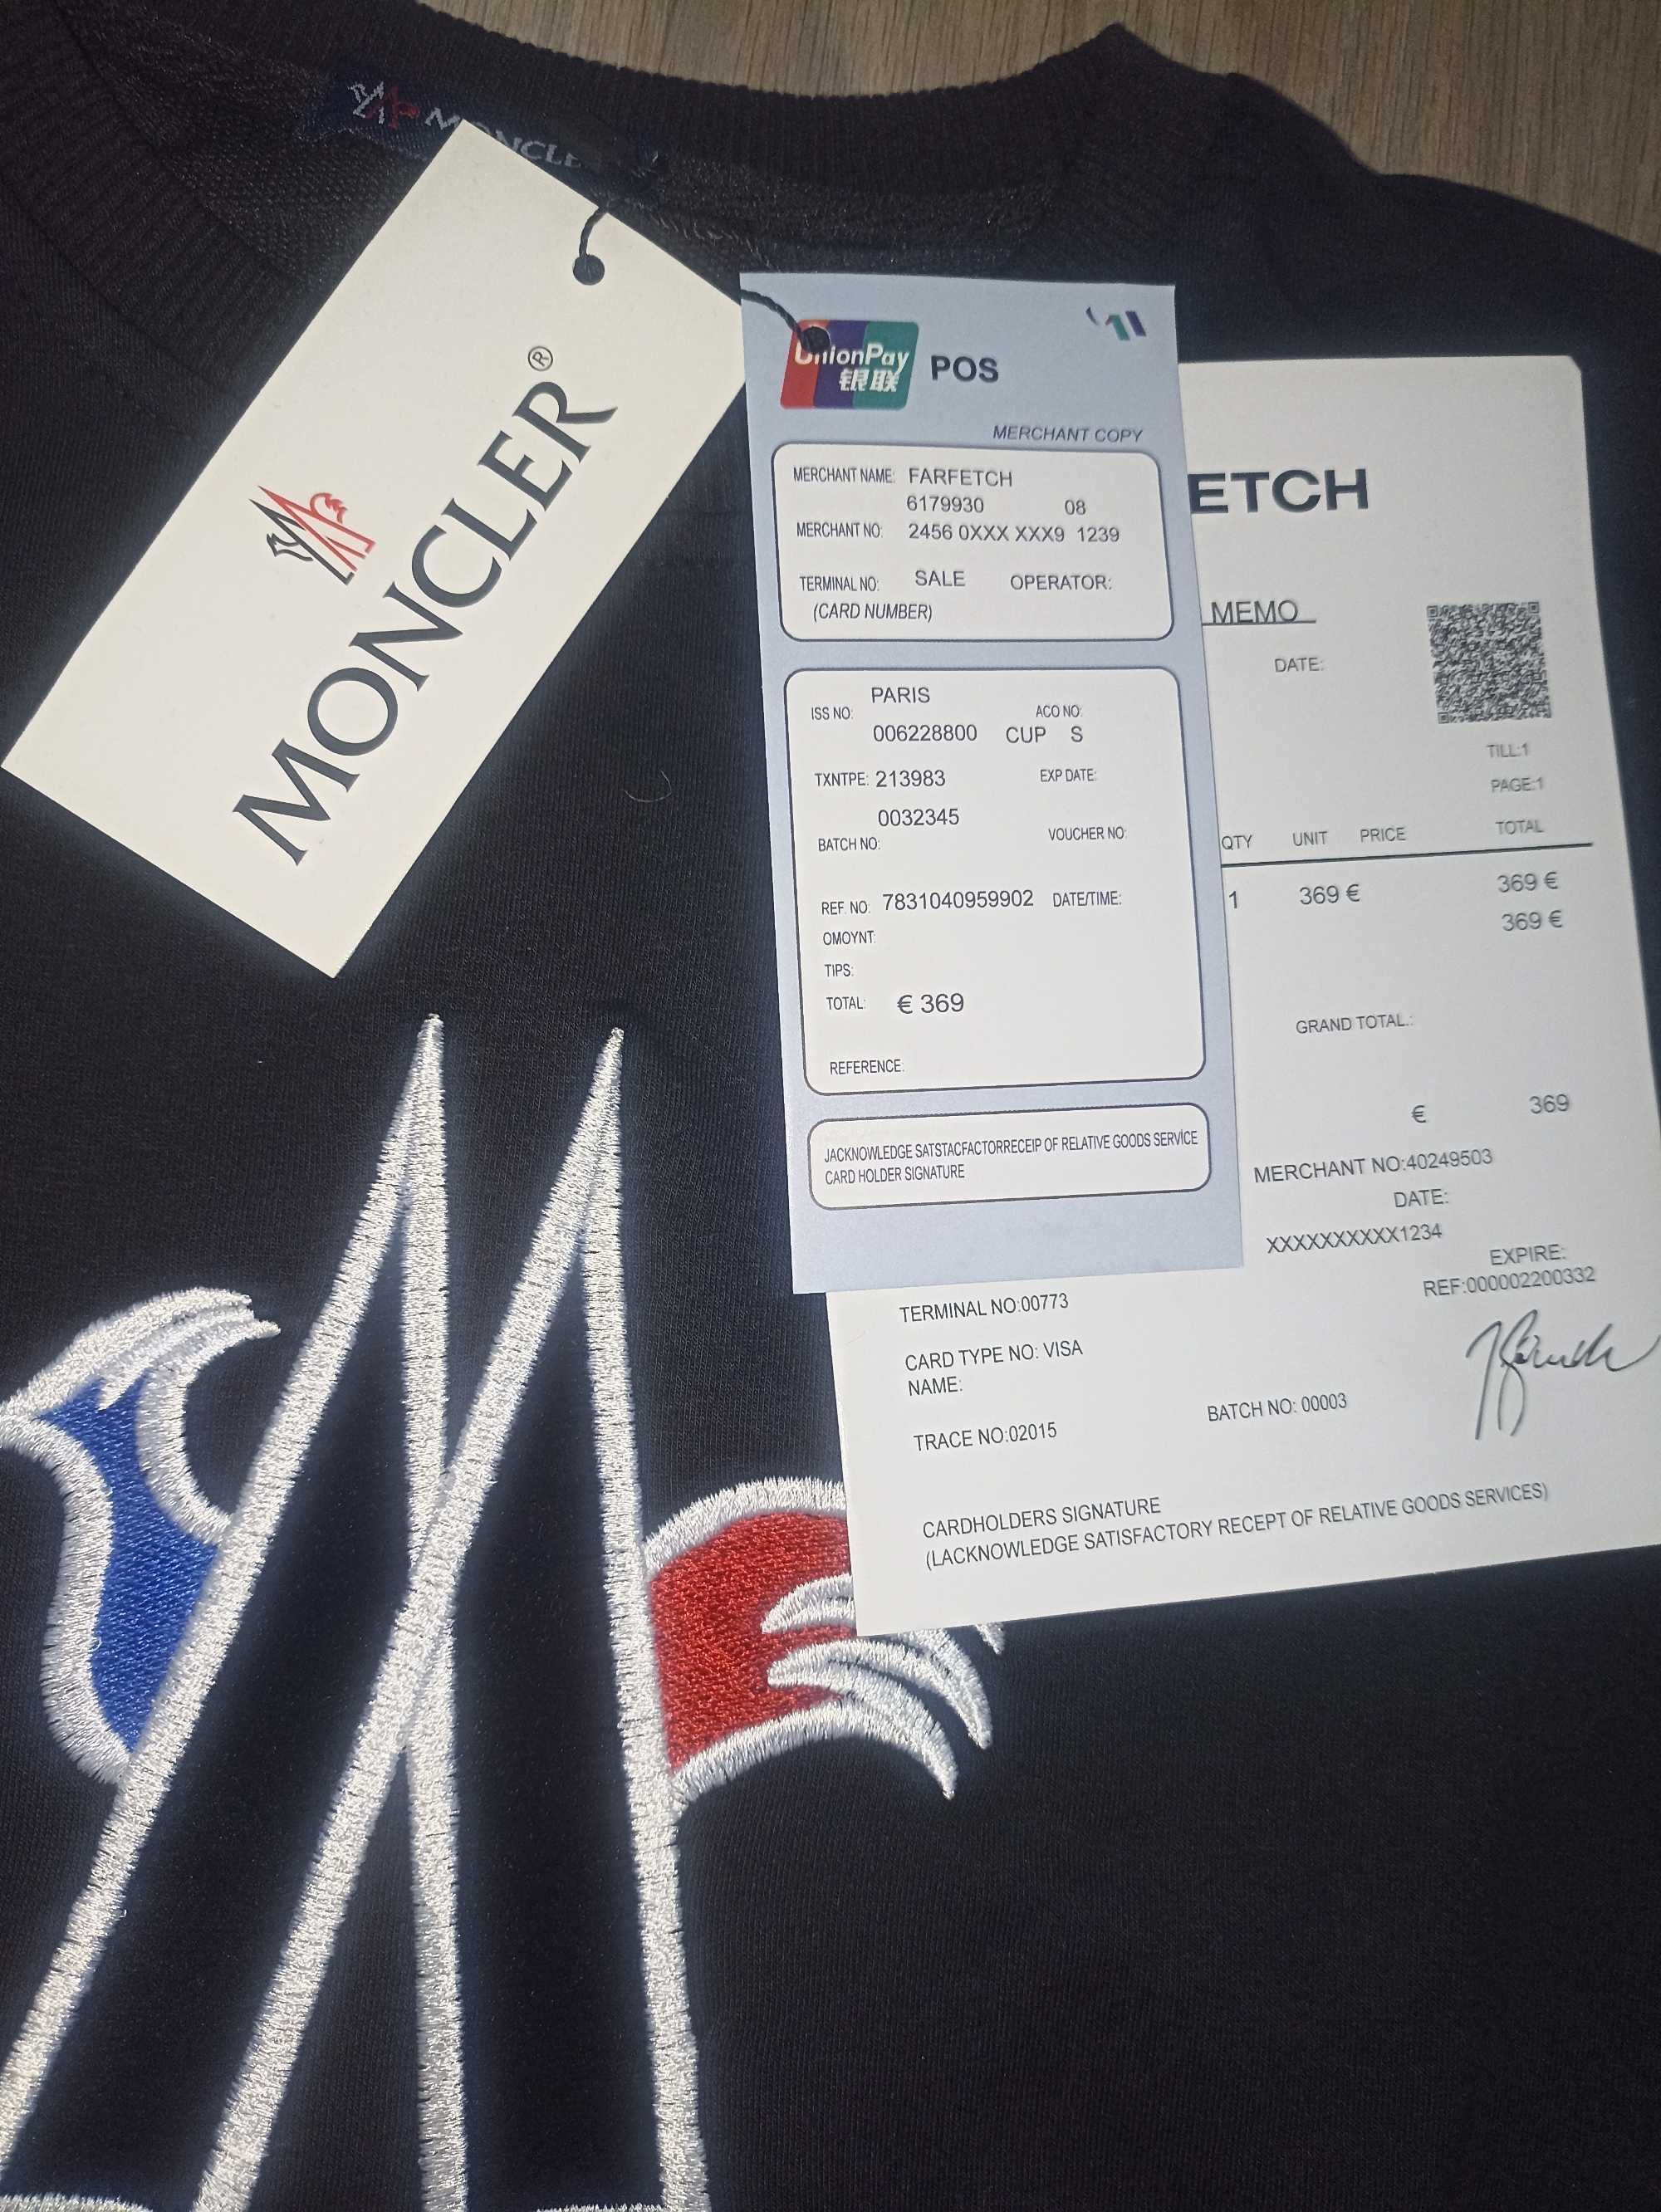 MONCLER
MONCLER®
UnionPay
银联
POS
MERCHANT COPY
MERCHANT NAME: FARFETCH
6179930 08
MERCHANT NO: 2456 0XXX XXX9 1239
TERMINAL NO: SALE OPERATOR:
(CARD NUMBER)
PARIS
ISS NO: ACO NO:
006228800 CUP S
TXNTPE: 213983 EXP DATE:
0032345
BATCH NO: VOUCHER NO:
REF. NO. 7831040959902 DATE/TIME:
OMOYNT:
TIPS:
TOTAL: € 369
REFERENCE:
JACKNOWLEDGE SATSTACFACTORRECEIP OF RELATIVE GOODS SERVİCE
CARD HOLDER SIGNATURE
ETCH
MEMO
DATE:
TILL:1
PAGE:1
QTY UNIT PRICE TOTAL
1 369 € 369 €
369 €
GRAND TOTAL.:
€ 369
MERCHANT NO:40249503
DATE:
XXXXXXXXXX1234
EXPIRE:
REF:000002200332
TERMINAL NO:00773
CARD TYPE NO: VISA
NAME:
BATCH NO: 00003
TRACE NO:02015
CARDHOLDERS SIGNATURE
(LACKNOWLEDGE SATISFACTORY RECEPT OF RELATIVE GOODS SERVICES)